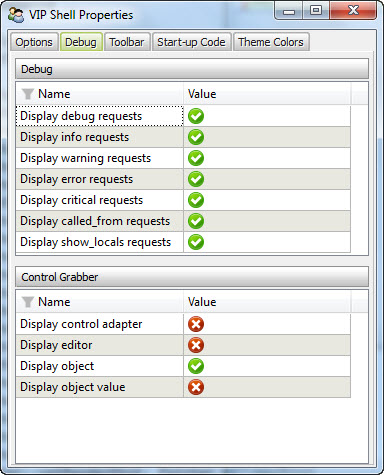 VIP Shell Properties
Options Debug Toolbar Start-up Code Theme Colors
Debug
Name Value
Display debug requests
Display info requests
Display warning requests
Display error requests
Display critical requests
Display called_from requests
Display show_locals requests
Control Grabber
Name Value
Display control adapter
Display editor
Display object
Display object value